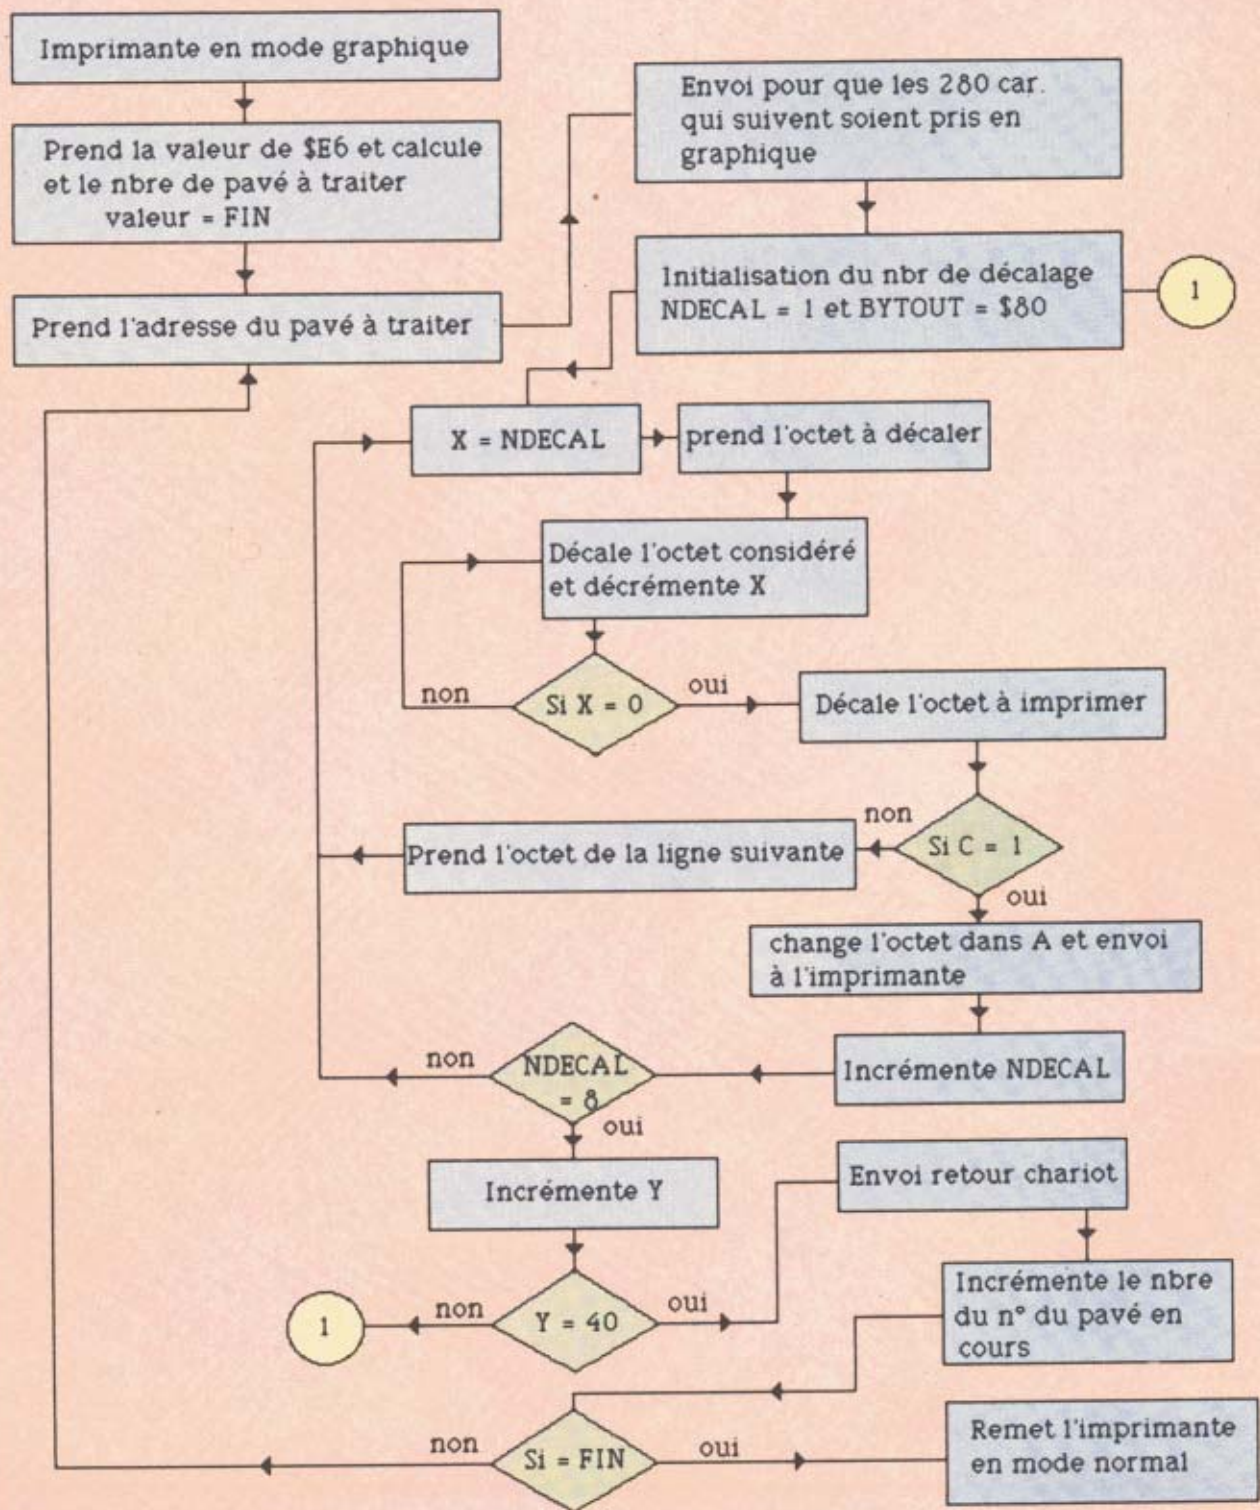 Imprimante en mode graphique
Prend la valeur de $E6 et calcule
et le nbre de pavé à traiter
valeur = FIN
Prend l'adresse du pavé à traiter
Envoi pour que les 280 car.
qui suivent soient pris en
graphique
Initialisation du nbr de décalage
NDECAL = 1 et BYTOUT = $80
1
X = NDECAL
prend l'octet à décaler
Décale l'octet considéré
et décrémente X
non
Si X = 0
oui
Décale l'octet à imprimer
non
Si C = 1
oui
Prend l'octet de la ligne suivante
change l'octet dans A et envoi
à l'imprimante
Incrémente NDECAL
non
NDECAL
= 8
oui
Incrémente Y
Envoi retour chariot
1
non
Y = 40
oui
Incrémente le nbre
du n° du pavé en
cours
non
Si = FIN
oui
Remet l'imprimante
en mode normal